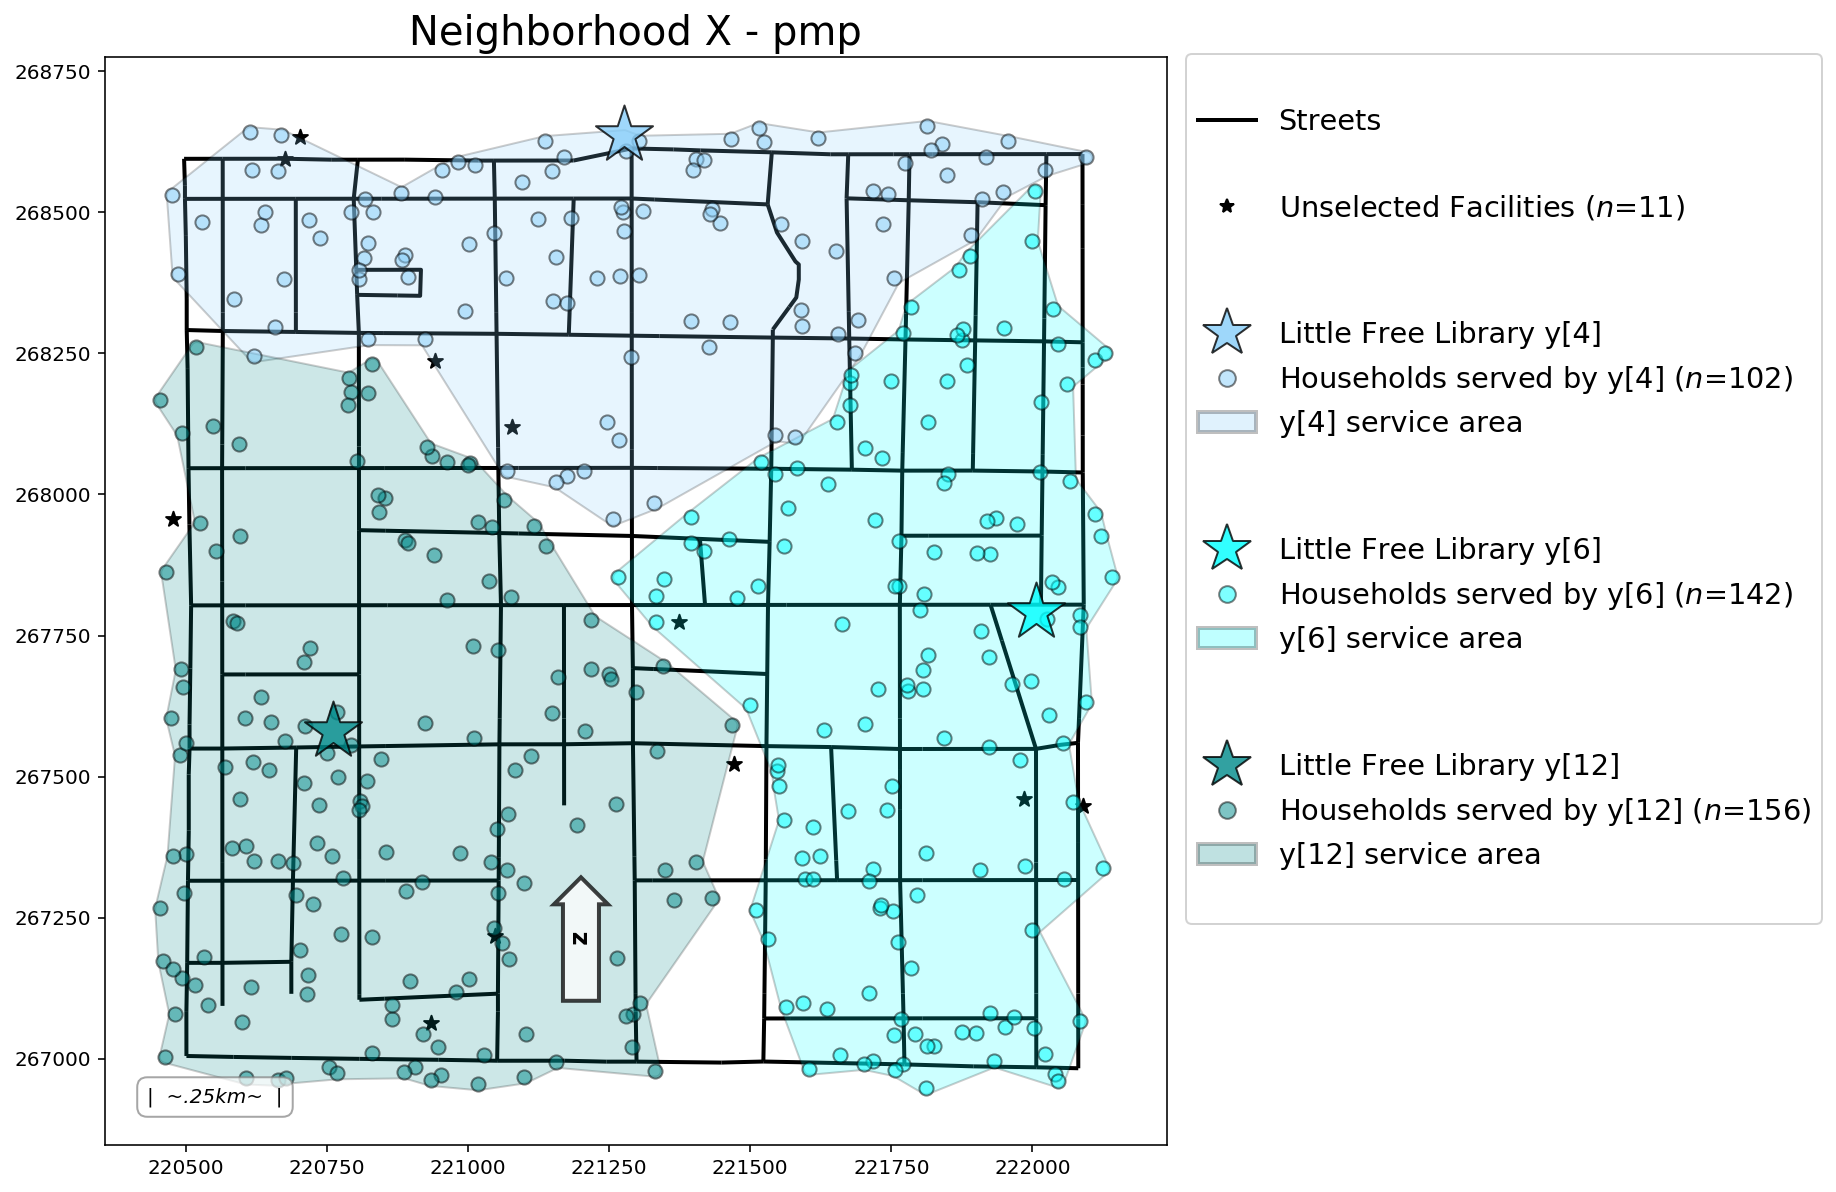 Neighborhood X - pmp
268750
268500
268250
268000
267750
267500
267250
267000
220500
220750
221000
221250
221500
221750
222000
z
| ~.25km~ |
Streets
Unselected Facilities (n=11)
Little Free Library y[4]
Households served by y[4] (n=102)
y[4] service area
Little Free Library y[6]
Households served by y[6] (n=142)
y[6] service area
Little Free Library y[12]
Households served by y[12] (n=156)
y[12] service area